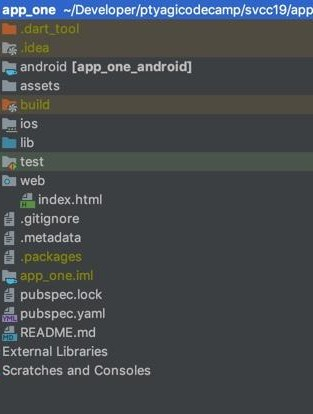 app_one ~/Developer/ptyagicodecamp/svcc19/app
.dart_tool
.idea
android [app_one_android]
assets
build
ios
lib
test
web
index.html
.gitignore
.metadata
.packages
app_one.iml
pubspec.lock
pubspec.yaml
README.md
External Libraries
Scratches and Consoles